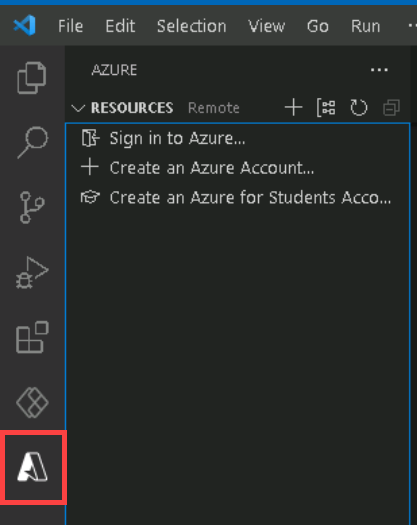 File Edit Selection View Go Run ··
AZURE ···
RESOURCES Remote
Sign in to Azure...
Create an Azure Account...
Create an Azure for Students Acco...